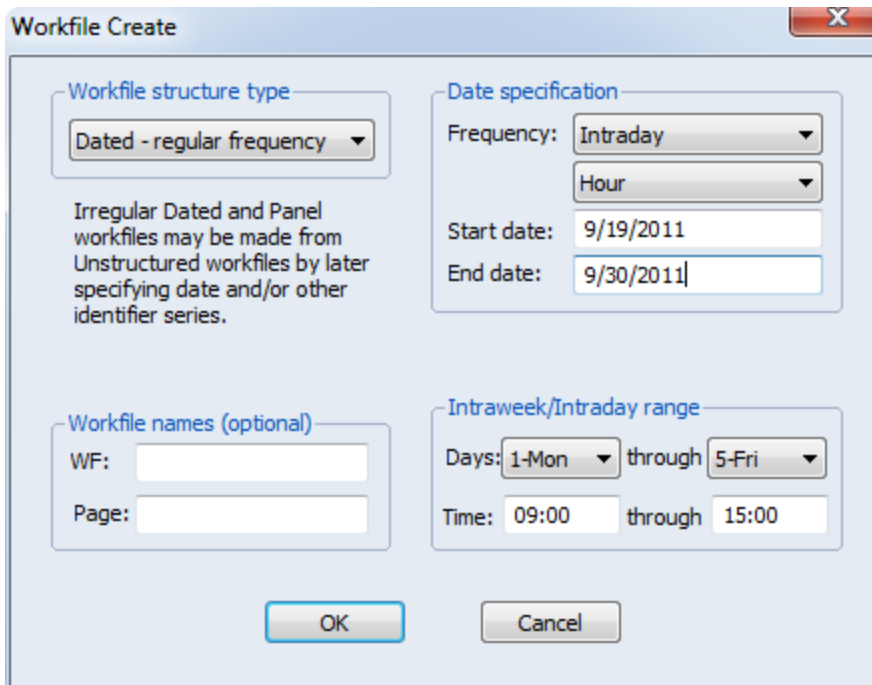 Workfile Create
Workfile structure type
Dated - regular frequency
Irregular Dated and Panel
workfiles may be made from
Unstructured workfiles by later
specifying date and/or other
identifier series.
Date specification
Frequency: Intraday
Hour
Start date: 9/19/2011
End date: 9/30/2011
Workfile names (optional)
WF:
Page:
Intraweek/Intraday range
Days: 1-Mon through 5-Fri
Time: 09:00 through 15:00
OK Cancel